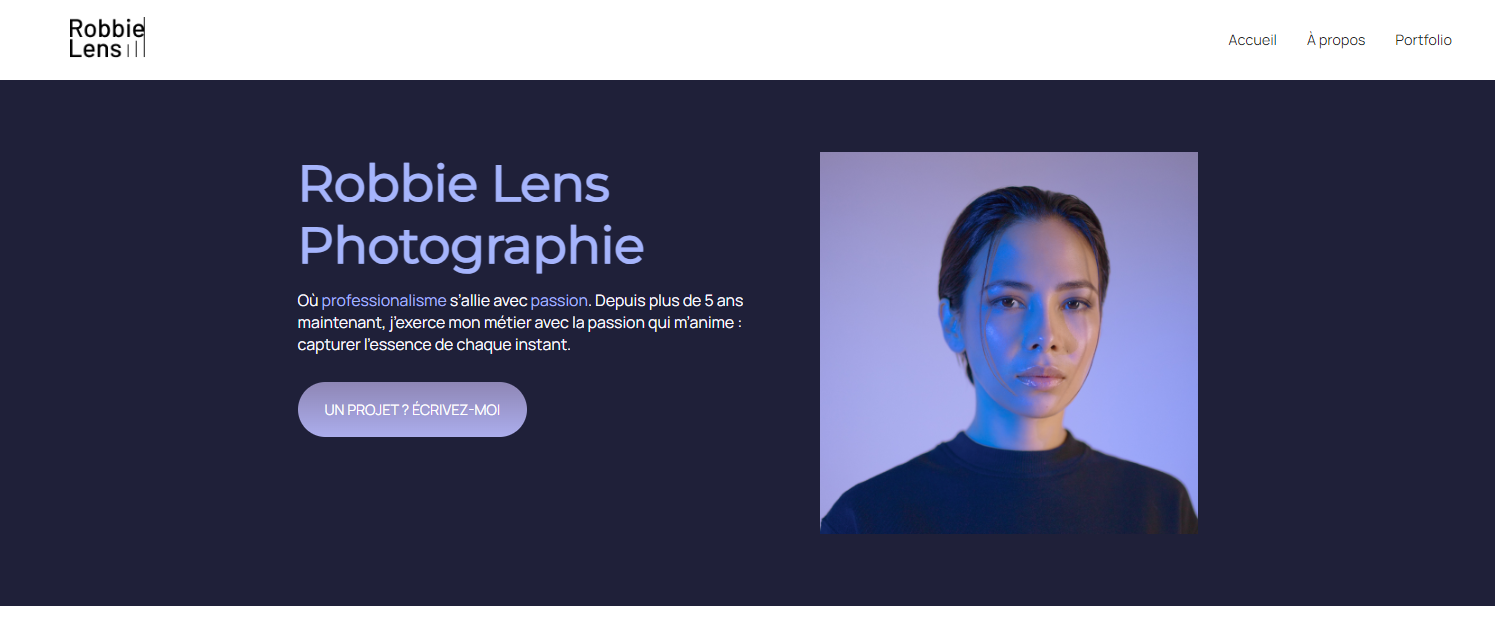 Robbie
Lens
Accueil
À propos
Portfolio
Robbie Lens
Photographie
Où professionalisme s'allie avec passion. Depuis plus de 5 ans
maintenant, j'exerce mon métier avec la passion qui m'anime :
capturer l'essence de chaque instant.
UN PROJET ? ÉCRIVEZ-MOI